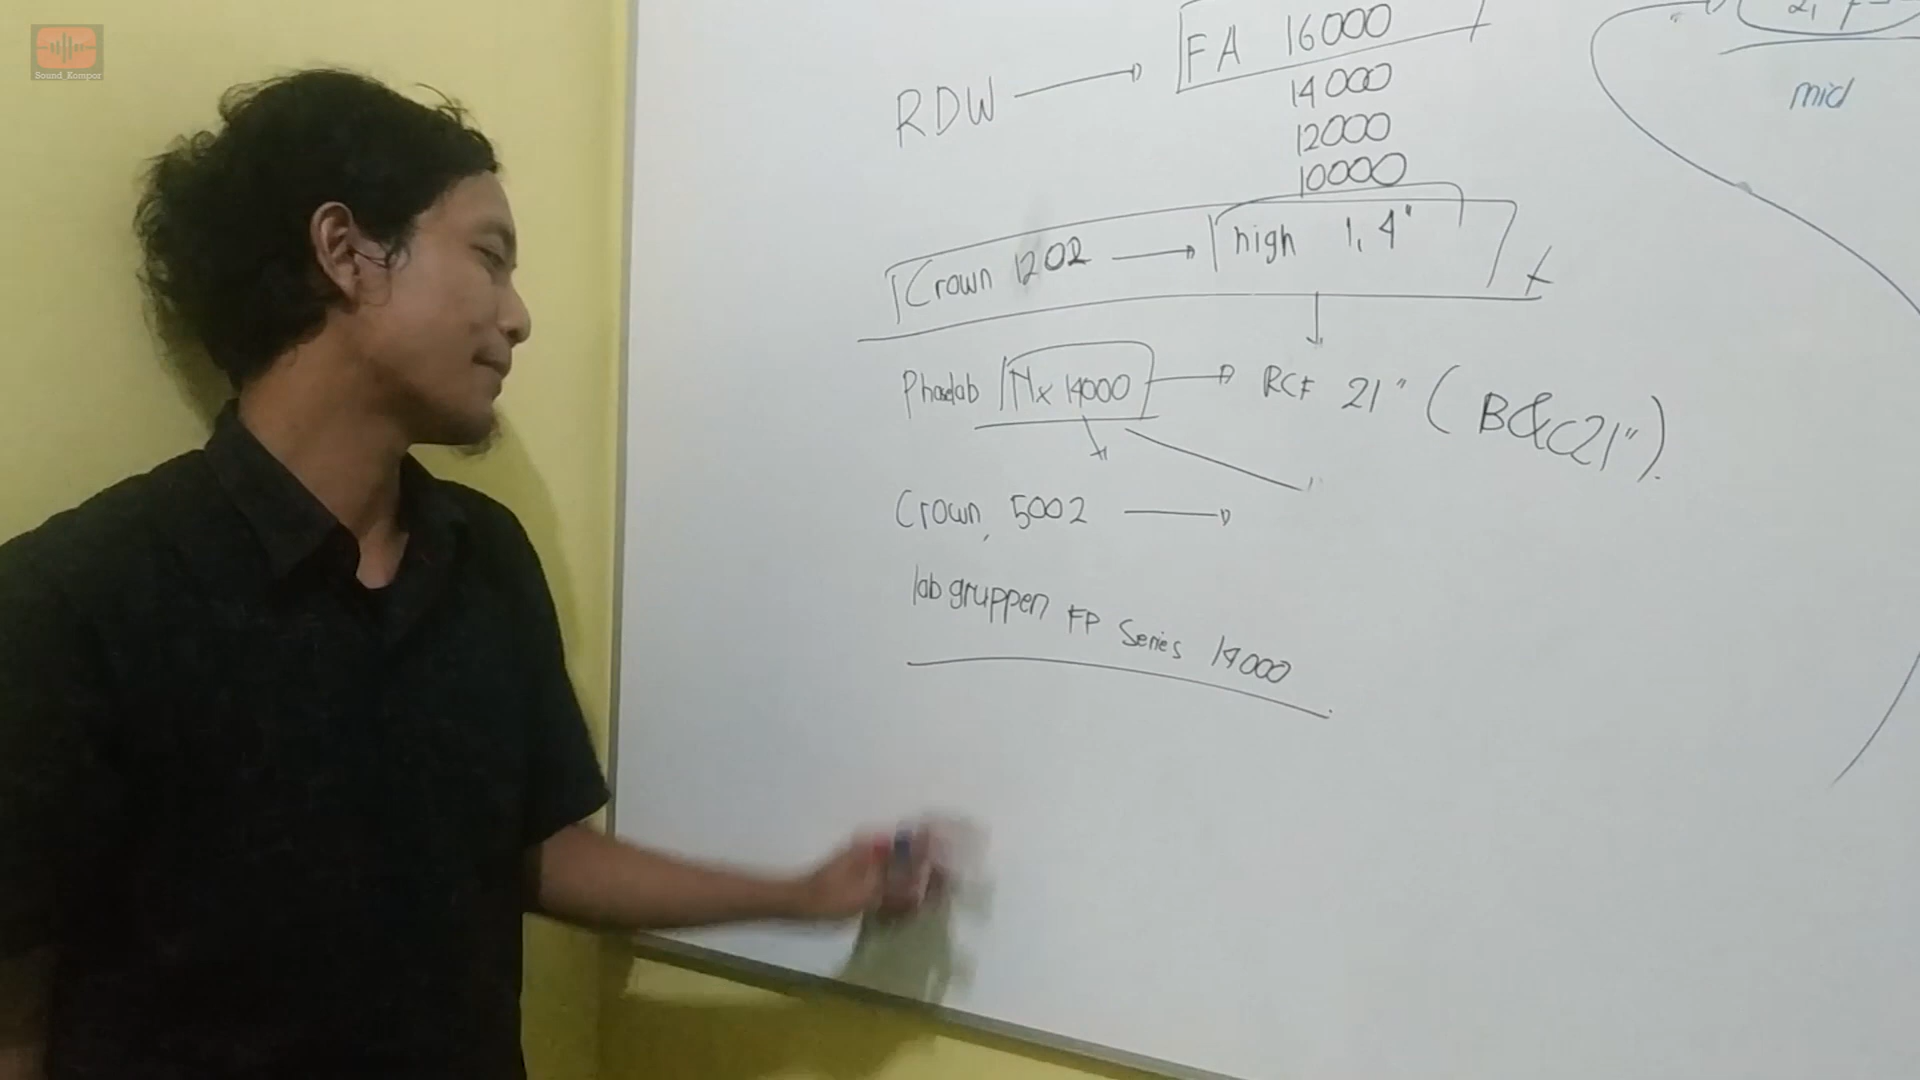 Sound_Kompor
RDW FA 16000
14000
12000
10000
mid
Crown 1202 high 1,4"
Phaselab Mx 14000 RCF 21" (B&C21").
Crown 5002
lab gruppen FP Series 14000